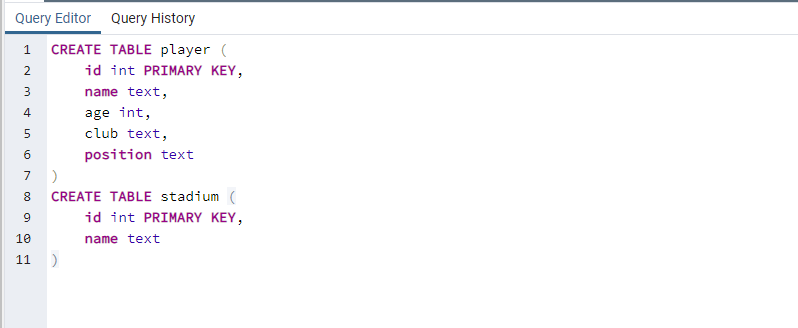 Query Editor Query History
1 CREATE TABLE player (
2 id int PRIMARY KEY,
3 name text,
4 age int,
5 club text,
6 position text
7 )
8 CREATE TABLE stadium (
9 id int PRIMARY KEY,
10 name text
11 )